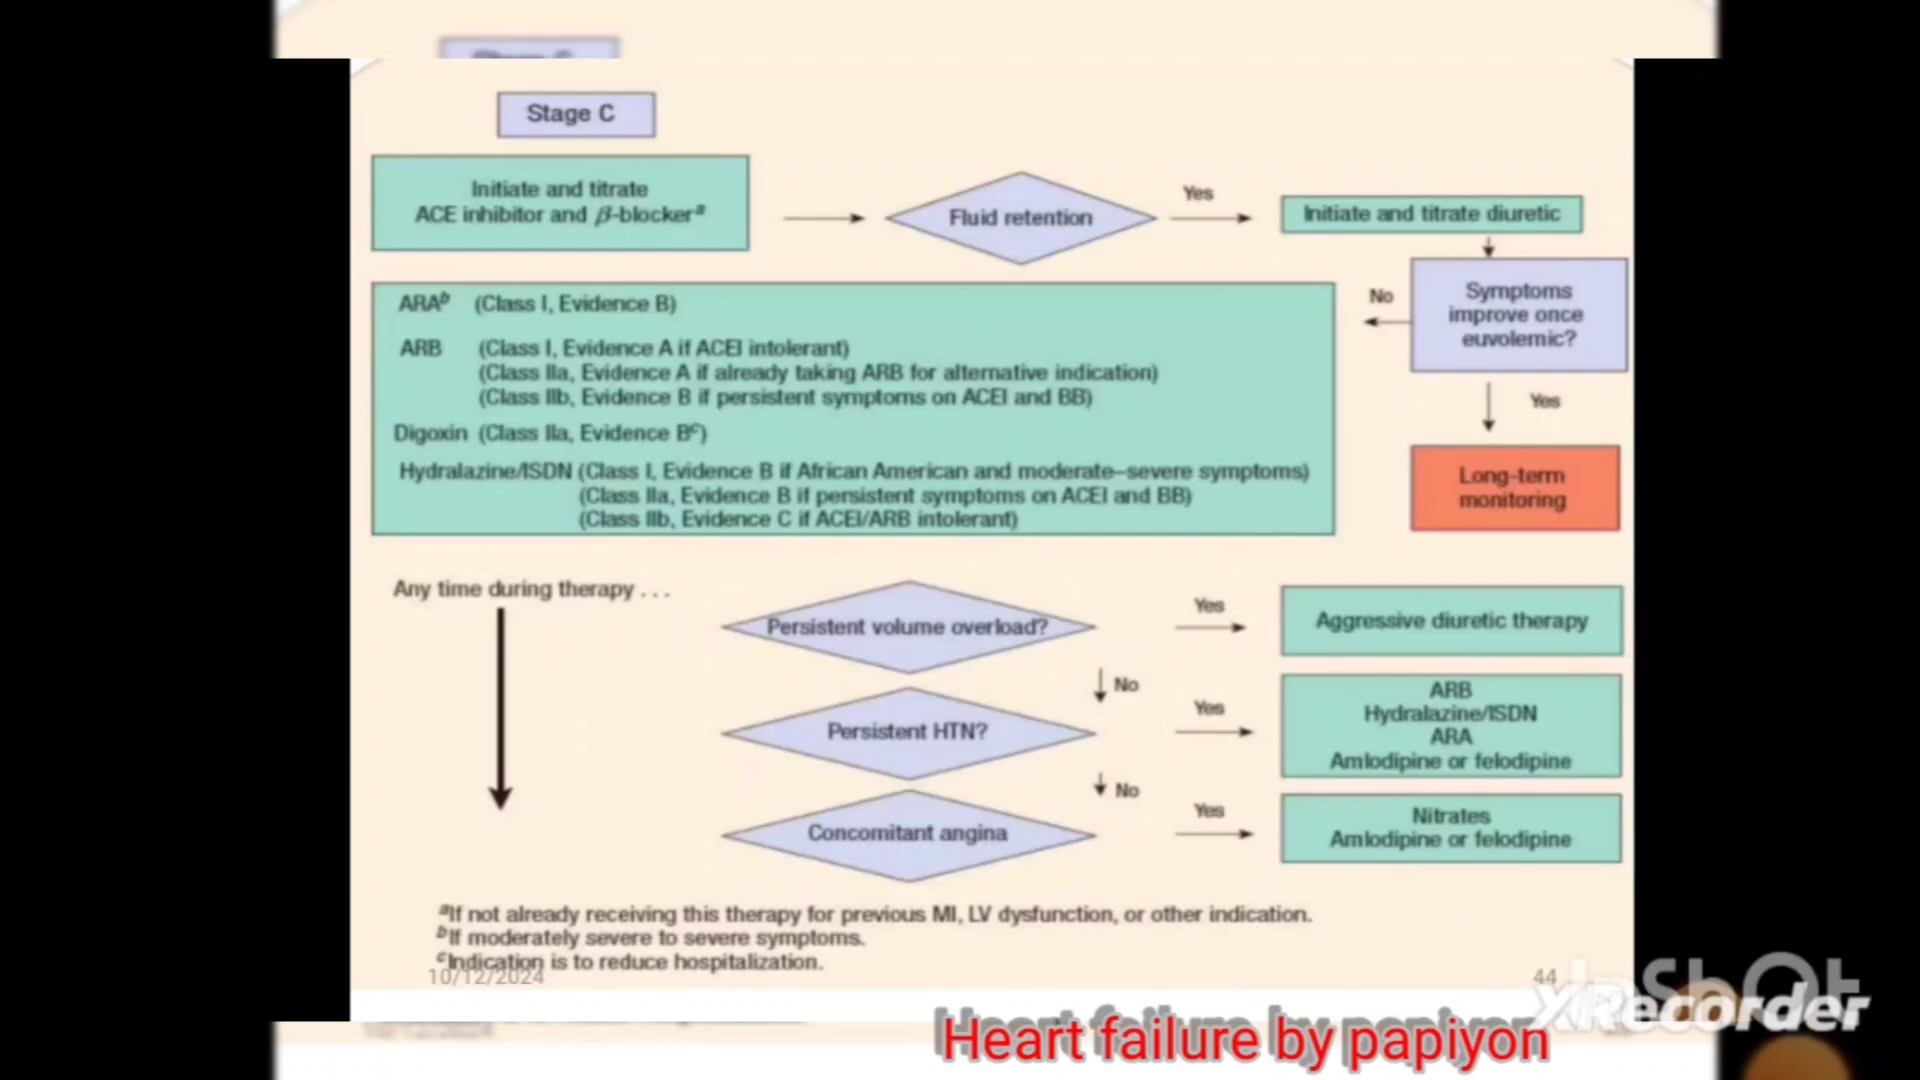 Stage C
Initiate and titrate
ACE inhibitor and β-blockerᵃ
Fluid retention
Yes
Initiate and titrate diuretic
Symptoms
improve once
euvolemic?
No
Yes
Long-term
monitoring
ARAᵇ (Class I, Evidence B)
ARB (Class I, Evidence A if ACEI intolerant)
(Class IIa, Evidence A if already taking ARB for alternative indication)
(Class IIb, Evidence B if persistent symptoms on ACEI and BB)
Digoxin (Class IIa, Evidence Bᶜ)
Hydralazine/ISDN (Class I, Evidence B if African American and moderate–severe symptoms)
(Class IIa, Evidence B if persistent symptoms on ACEI and BB)
(Class IIb, Evidence C if ACEI/ARB intolerant)
Any time during therapy . . .
Persistent volume overload?
Yes
Aggressive diuretic therapy
No
Persistent HTN?
Yes
ARB
Hydralazine/ISDN
ARA
Amlodipine or felodipine
No
Concomitant angina
Yes
Nitrates
Amlodipine or felodipine
ᵃIf not already receiving this therapy for previous MI, LV dysfunction, or other indication.
ᵇIf moderately severe to severe symptoms.
ᶜIndication is to reduce hospitalization.
10/12/2024
44
InShOt
XRecorder
Heart failure by papiyon